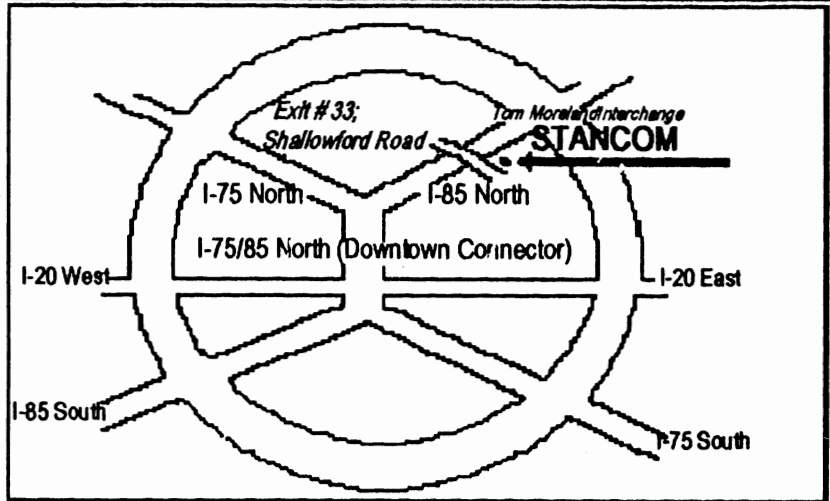 Exit # 33;
Shallowford Road
Tom Moreland Interchange
STANCOM
I-75 North
I-85 North
I-75/85 North (Downtown Connector)
I-20 West
I-20 East
I-85 South
I-75 South